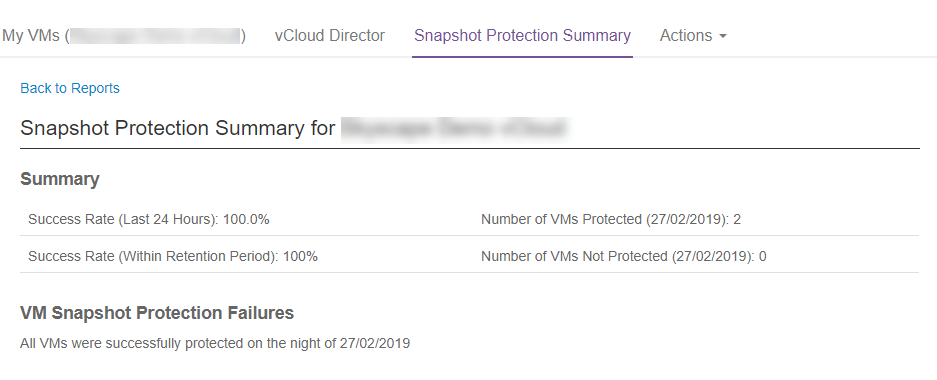 My VMs ( ) vCloud Director Snapshot Protection Summary Actions
Back to Reports
Snapshot Protection Summary for
Summary
Success Rate (Last 24 Hours): 100.0% Number of VMs Protected (27/02/2019): 2
Success Rate (Within Retention Period): 100% Number of VMs Not Protected (27/02/2019): 0
VM Snapshot Protection Failures
All VMs were successfully protected on the night of 27/02/2019